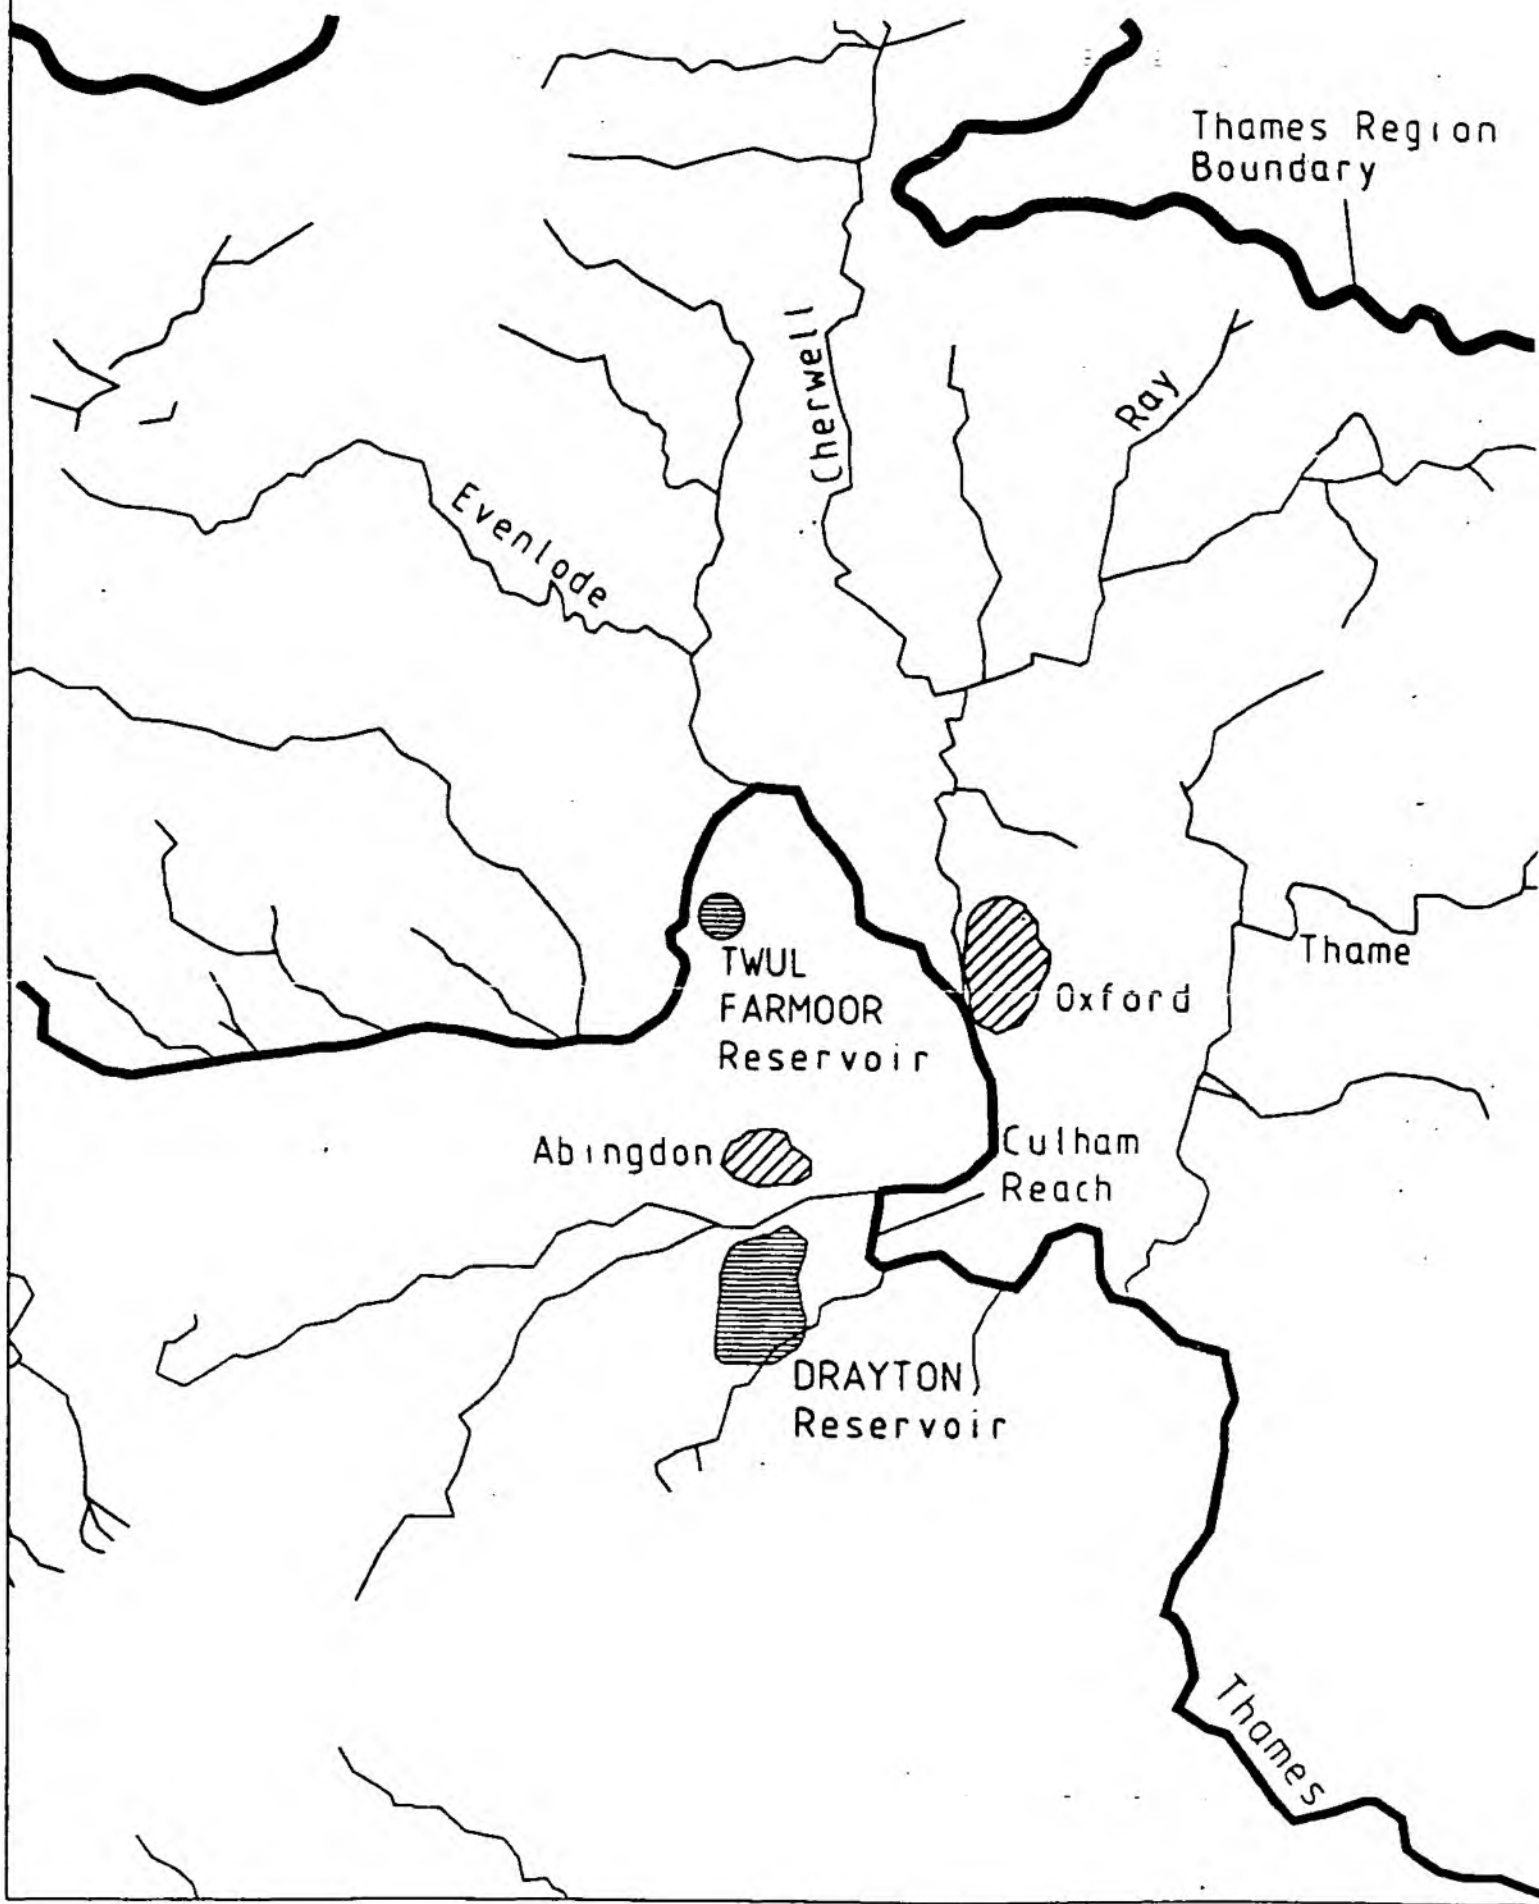 Thames Region
Boundary
Cherwell
Ray
Evenlode
Thame
TWUL
FARMOOR
Reservoir
Oxford
Abingdon
Culham
Reach
DRAYTON
Reservoir
Thames